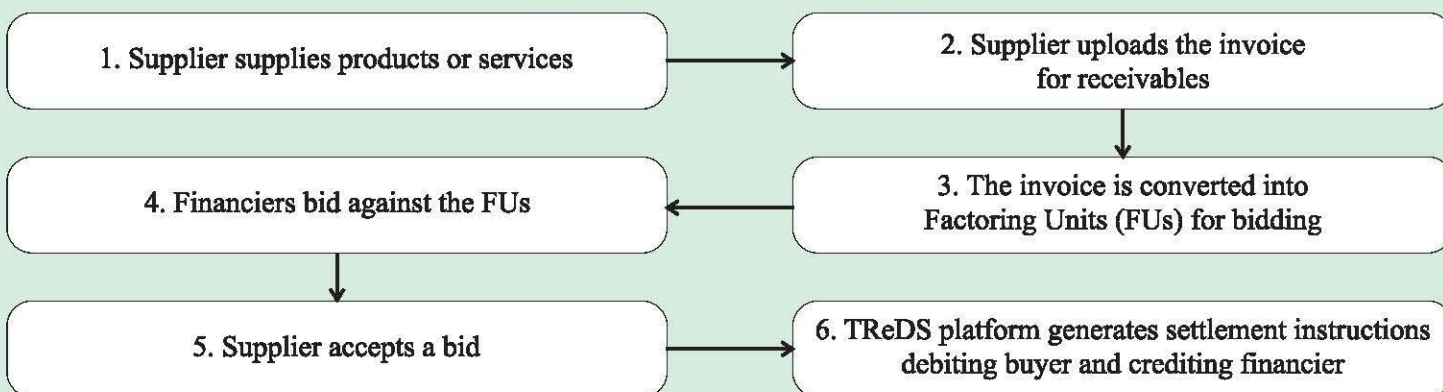 1. Supplier supplies products or services
2. Supplier uploads the invoice
for receivables
3. The invoice is converted into
Factoring Units (FUs) for bidding
4. Financiers bid against the FUs
5. Supplier accepts a bid
6. TReDS platform generates settlement instructions
debiting buyer and crediting financier